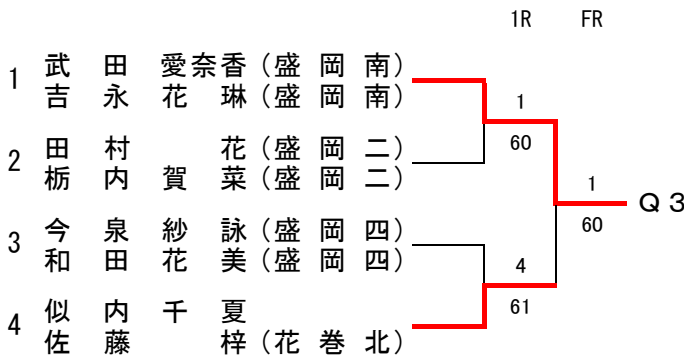 1R FR
1 武田 愛奈香(盛岡南)
吉永 花琳(盛岡南)
1
60
2 田村 花(盛岡二)
栃内 賀菜(盛岡二)
1
60
Q3
3 今泉 紗詠(盛岡四)
和田 花美(盛岡四)
4
61
4 似内 千夏
佐藤 梓(花巻北)